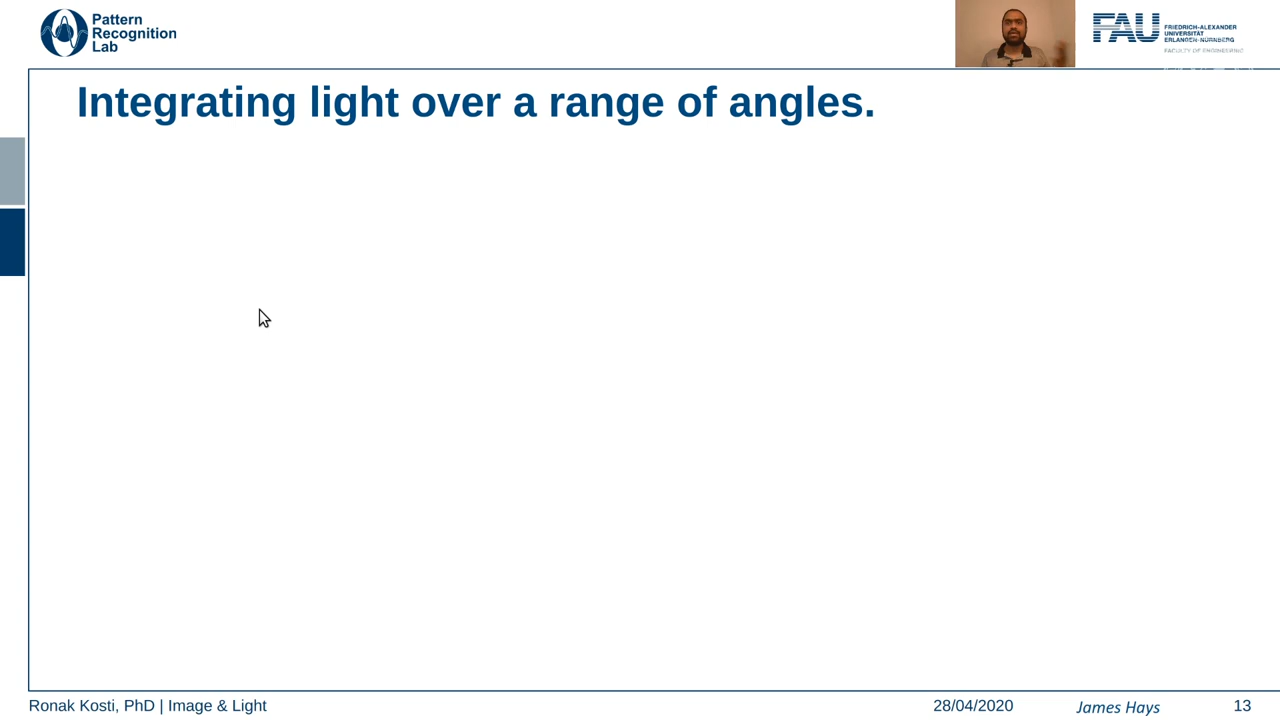 Pattern
Recognition
Lab
FAU
FRIEDRICH-ALEXANDER
UNIVERSITÄT
ERLANGEN-NÜRNBERG
FACULTY OF ENGINEERING
Integrating light over a range of angles.
Ronak Kosti, PhD | Image & Light
28/04/2020
James Hays
13